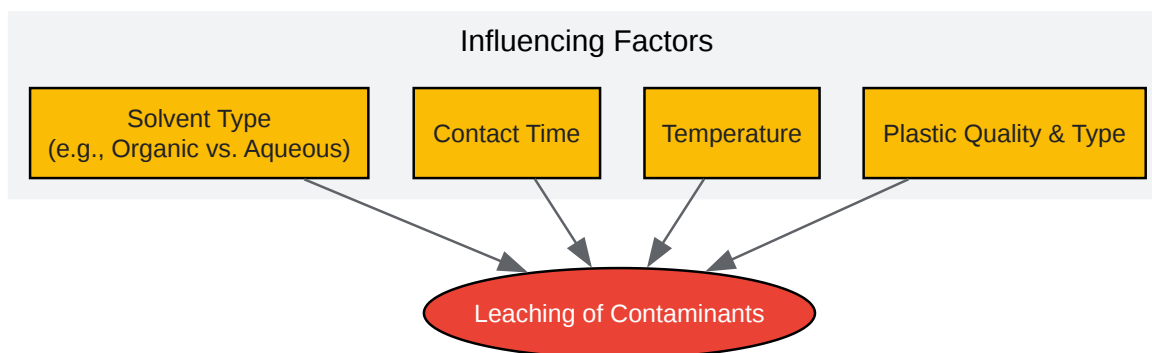 Influencing Factors
Solvent Type
(e.g., Organic vs. Aqueous)
Contact Time
Temperature
Plastic Quality & Type
Leaching of Contaminants